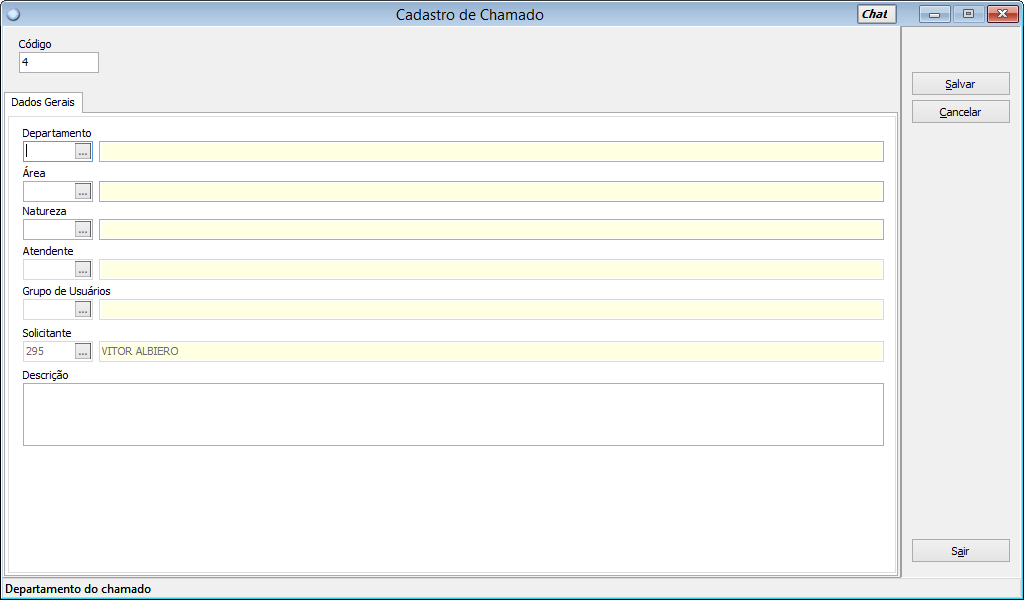 Cadastro de Chamado
Chat
Código
4
Salvar
Cancelar
Dados Gerais
Departamento
...
Área
...
Natureza
...
Atendente
...
Grupo de Usuários
...
Solicitante
295 ... VITOR ALBIERO
Descrição
Sair
Departamento do chamado